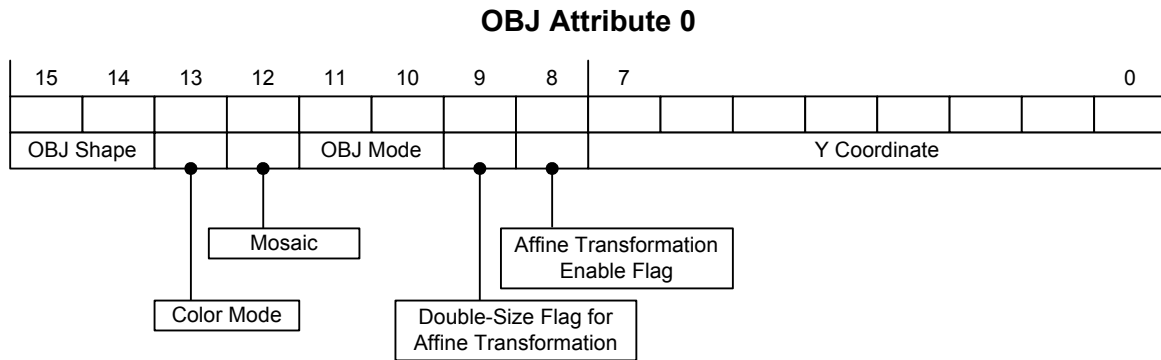 OBJ Attribute 0
15 14 13 12 11 10 9 8 7 0
OBJ Shape OBJ Mode Y Coordinate
Mosaic
Affine Transformation
Enable Flag
Color Mode
Double-Size Flag for
Affine Transformation